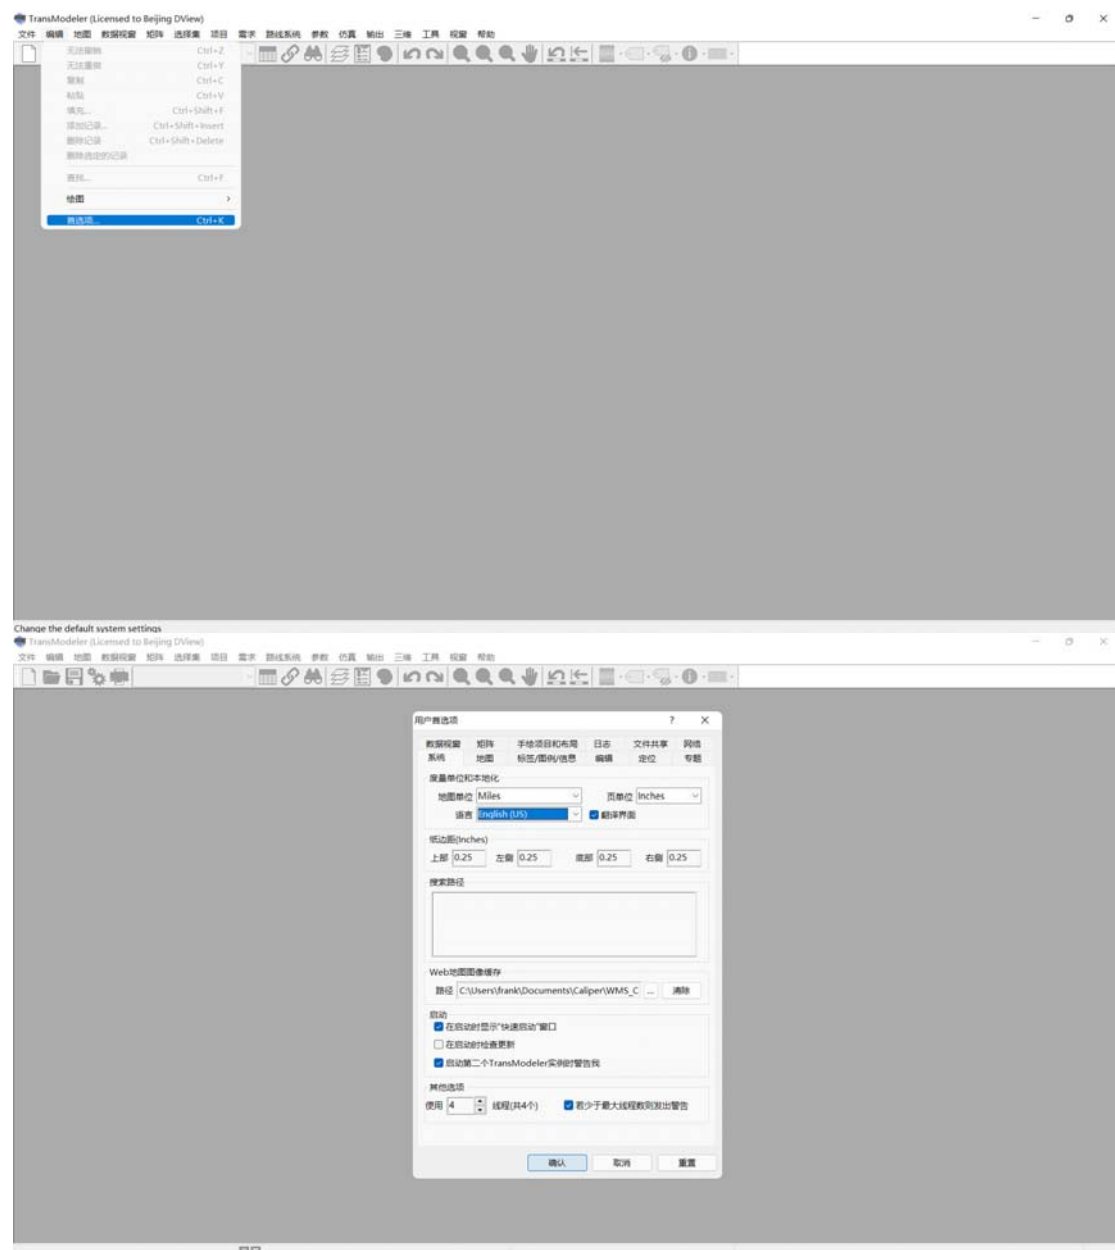 TransModeler (Licensed to Beijing DView)
文件 编辑 地图 数据视窗 矩阵 选择集 项目 需求 路线系统 参数 仿真 输出 三维 工具 视窗 帮助
无法撤销 Ctrl+Z
无法重做 Ctrl+Y
复制 Ctrl+C
粘贴 Ctrl+V
填充... Ctrl+Shift+F
添加记录... Ctrl+Shift+Insert
删除记录 Ctrl+Shift+Delete
删除选定的记录
查找... Ctrl+F
绘图
首选项... Ctrl+K
Change the default system settings
TransModeler (Licensed to Beijing DView)
文件 编辑 地图 数据视窗 矩阵 选择集 项目 需求 路线系统 参数 仿真 输出 三维 工具 视窗 帮助
用户首选项 ? ×
数据视窗 矩阵 手绘项目和布局 日志 文件共享 网络
系统 地图 标签/图例/信息 编辑 定位 专题
度量单位和本地化
地图单位 Miles 页单位 Inches
语言 English (US) 翻译界面
纸边距(Inches)
上部 0.25 左侧 0.25 底部 0.25 右侧 0.25
搜索路径
Web地图图像缓存
路径 C:\Users\frank\Documents\Caliper\WMS_C ... 清除
启动
在启动时显示"快速启动"窗口
在启动时检查更新
启动第二个TransModeler实例时警告我
其他选项
使用 4 线程(共4个) 若少于最大线程数则发出警告
确认 取消 重置